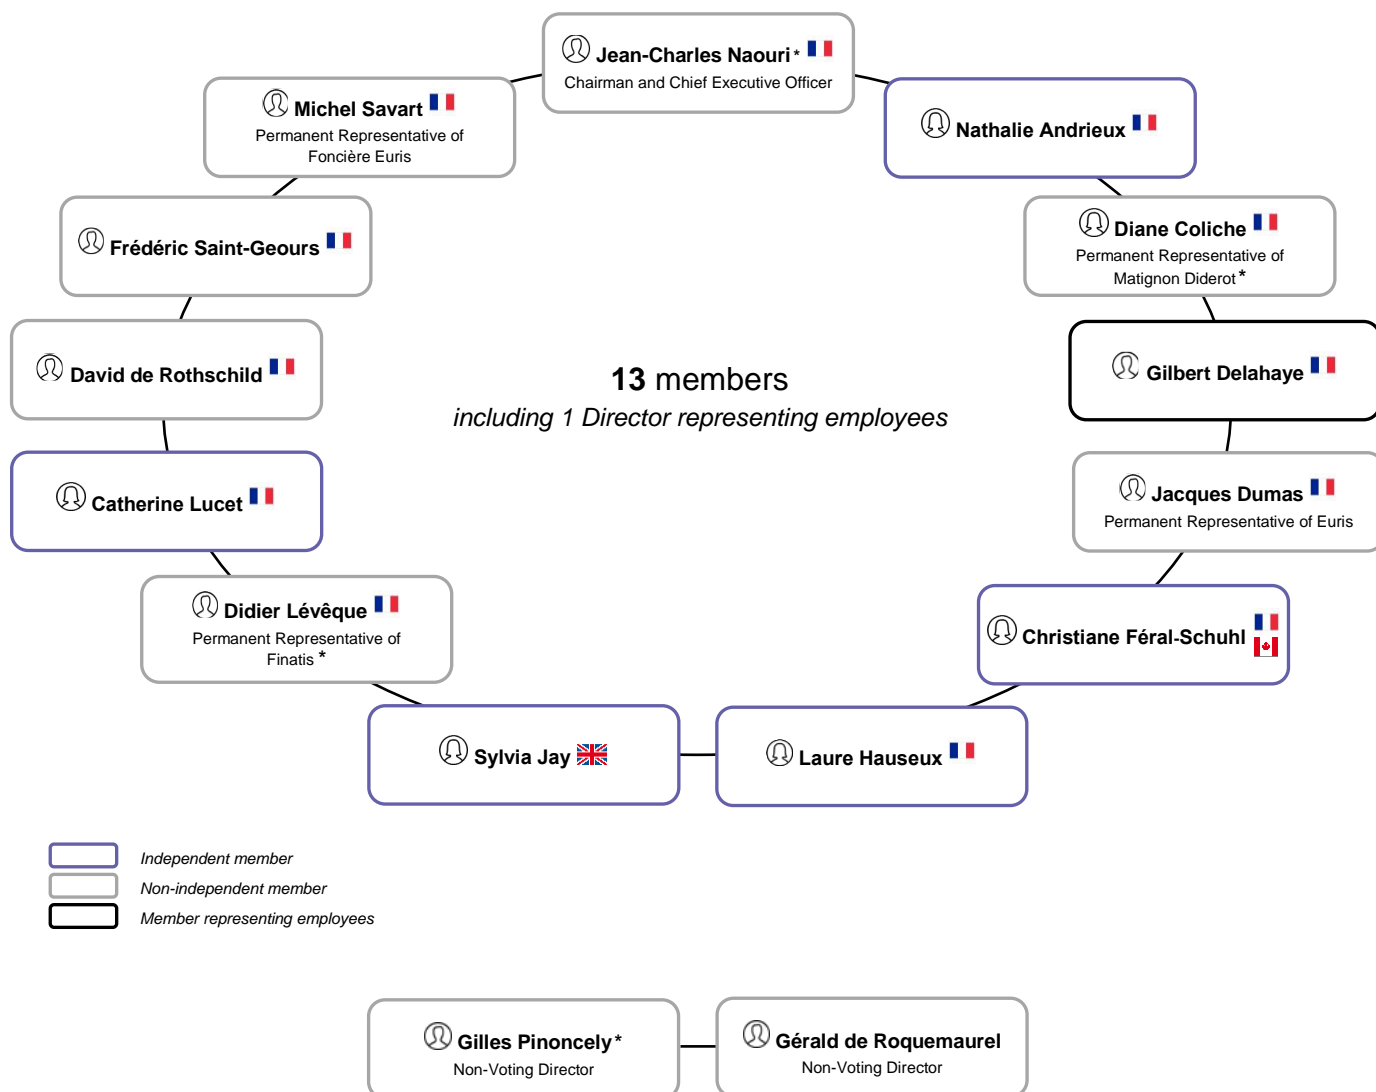 Jean-Charles Naouri *
Chairman and Chief Executive Officer
Michel Savart
Permanent Representative of
Foncière Euris
Nathalie Andrieux
Frédéric Saint-Geours
Diane Coliche
Permanent Representative of
Matignon Diderot *
David de Rothschild
13 members
including 1 Director representing employees
Gilbert Delahaye
Catherine Lucet
Jacques Dumas
Permanent Representative of Euris
Didier Lévêque
Permanent Representative of
Finatis *
Christiane Féral-Schuhl
Sylvia Jay
Laure Hauseux
Independent member
Non-independent member
Member representing employees
Gilles Pinoncely *
Non-Voting Director
Gérald de Roquemaurel
Non-Voting Director